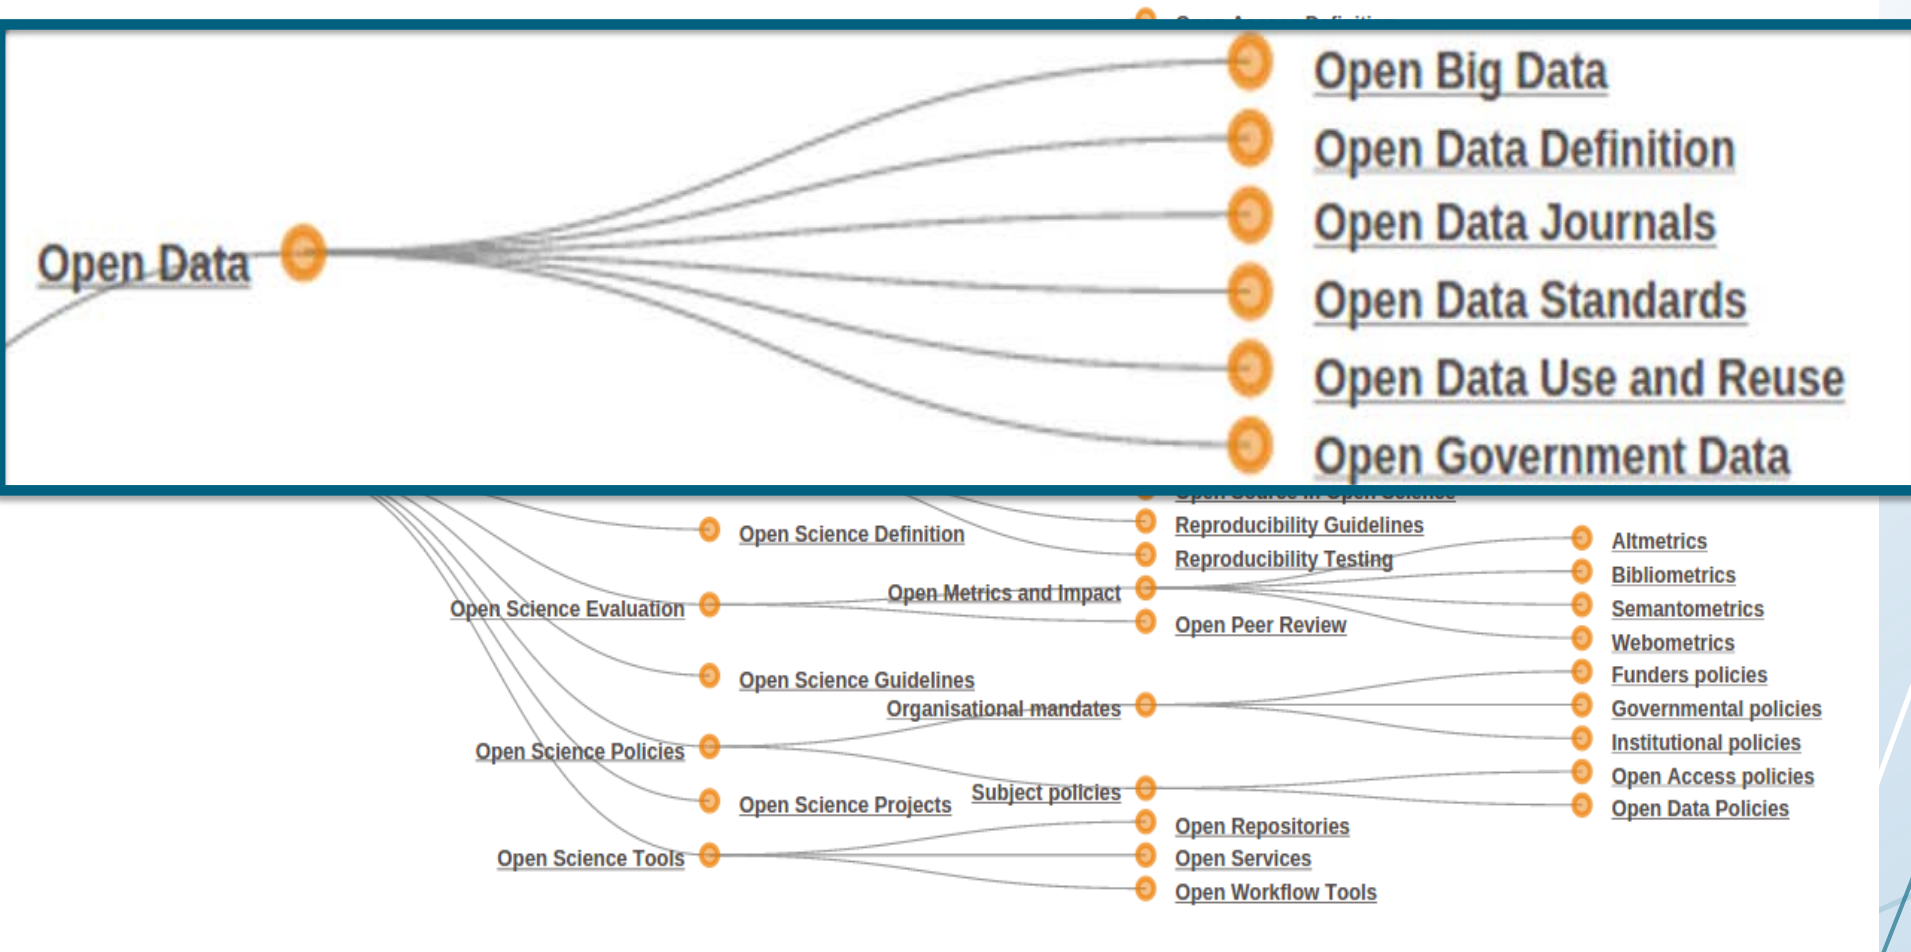 Open Big Data
Open Data Definition
Open Data Journals
Open Data
Open Data Standards
Open Data Use and Reuse
Open Government Data
Open Science Definition
Reproducibility Guidelines
Reproducibility Testing
Altmetrics
Bibliometrics
Open Science Evaluation
Open Metrics and Impact
Semantometrics
Open Peer Review
Webometrics
Open Science Guidelines
Funders policies
Organisational mandates
Governmental policies
Open Science Policies
Institutional policies
Open Access policies
Open Science Projects
Subject policies
Open Data Policies
Open Repositories
Open Science Tools
Open Services
Open Workflow Tools